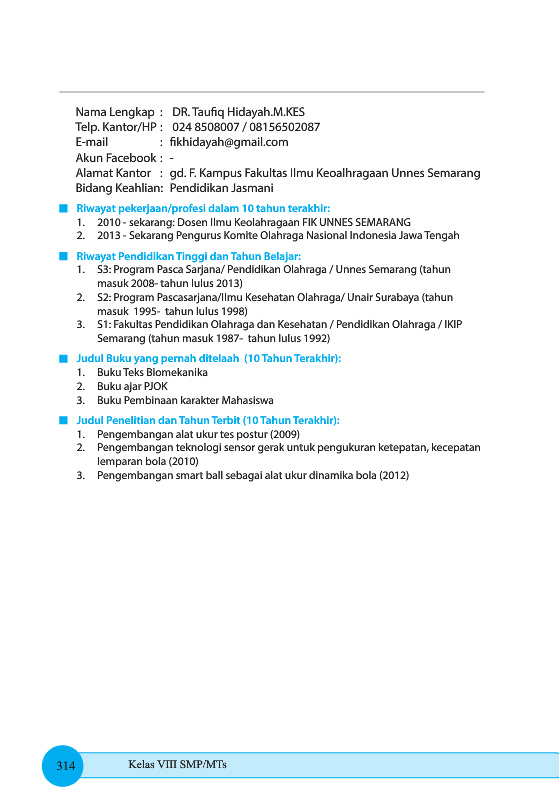 Nama Lengkap : DR. Taufiq Hidayah.M.KES
Telp. Kantor/HP : 024 8508007 / 08156502087
E-mail : fikhidayah@gmail.com
Akun Facebook : -
Alamat Kantor : gd. F. Kampus Fakultas Ilmu Keoalhragaan Unnes Semarang
Bidang Keahlian: Pendidikan Jasmani
Riwayat pekerjaan/profesi dalam 10 tahun terakhir:
1. 2010 - sekarang: Dosen Ilmu Keolahragaan FIK UNNES SEMARANG
2. 2013 - Sekarang Pengurus Komite Olahraga Nasional Indonesia Jawa Tengah
Riwayat Pendidikan Tinggi dan Tahun Belajar:
1. S3: Program Pasca Sarjana/ Pendidikan Olahraga / Unnes Semarang (tahun
masuk 2008- tahun lulus 2013)
2. S2: Program Pascasarjana/Ilmu Kesehatan Olahraga/ Unair Surabaya (tahun
masuk 1995- tahun lulus 1998)
3. S1: Fakultas Pendidikan Olahraga dan Kesehatan / Pendidikan Olahraga / IKIP
Semarang (tahun masuk 1987- tahun lulus 1992)
Judul Buku yang pernah ditelaah (10 Tahun Terakhir):
1. Buku Teks BIomekanika
2. Buku ajar PJOK
3. Buku Pembinaan karakter Mahasiswa
Judul Penelitian dan Tahun Terbit (10 Tahun Terakhir):
1. Pengembangan alat ukur tes postur (2009)
2. Pengembangan teknologi sensor gerak untuk pengukuran ketepatan, kecepatan
lemparan bola (2010)
3. Pengembangan smart ball sebagai alat ukur dinamika bola (2012)
314 Kelas VIII SMP/MTs